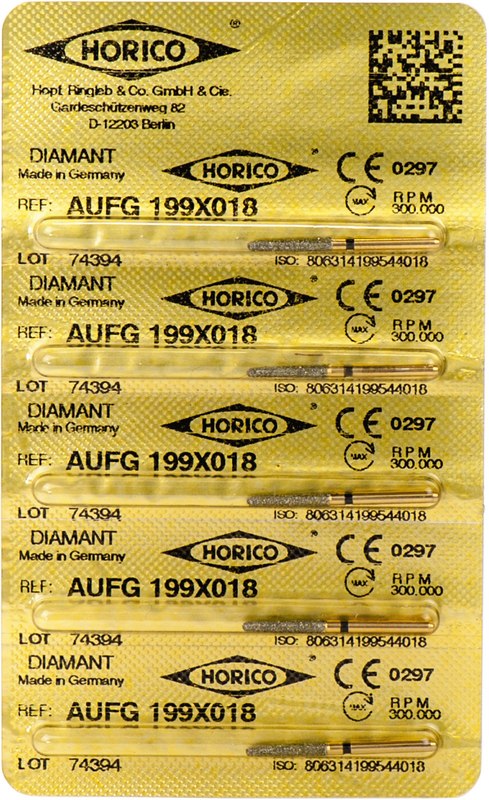 HORICO ®
Hopf, Ringleb & Co. GmbH & Cie.
Gardeschützenweg 82
D-12203 Berlin
DIAMANT HORICO ® CE 0297
Made in Germany
REF: AUFG 199X018 MAX RPM 300.000
LOT 74394 ISO: 806314199544018
DIAMANT HORICO ® CE 0297
Made in Germany
REF: AUFG 199X018 MAX RPM 300.000
LOT 74394 ISO: 806314199544018
DIAMANT HORICO ® CE 0297
Made in Germany
REF: AUFG 199X018 MAX RPM 300.000
LOT 74394 ISO: 806314199544018
DIAMANT HORICO ® CE 0297
Made in Germany
REF: AUFG 199X018 MAX RPM 300.000
LOT 74394 ISO: 806314199544018
DIAMANT HORICO ® CE 0297
Made in Germany
REF: AUFG 199X018 MAX RPM 300.000
LOT 74394 ISO: 806314199544018